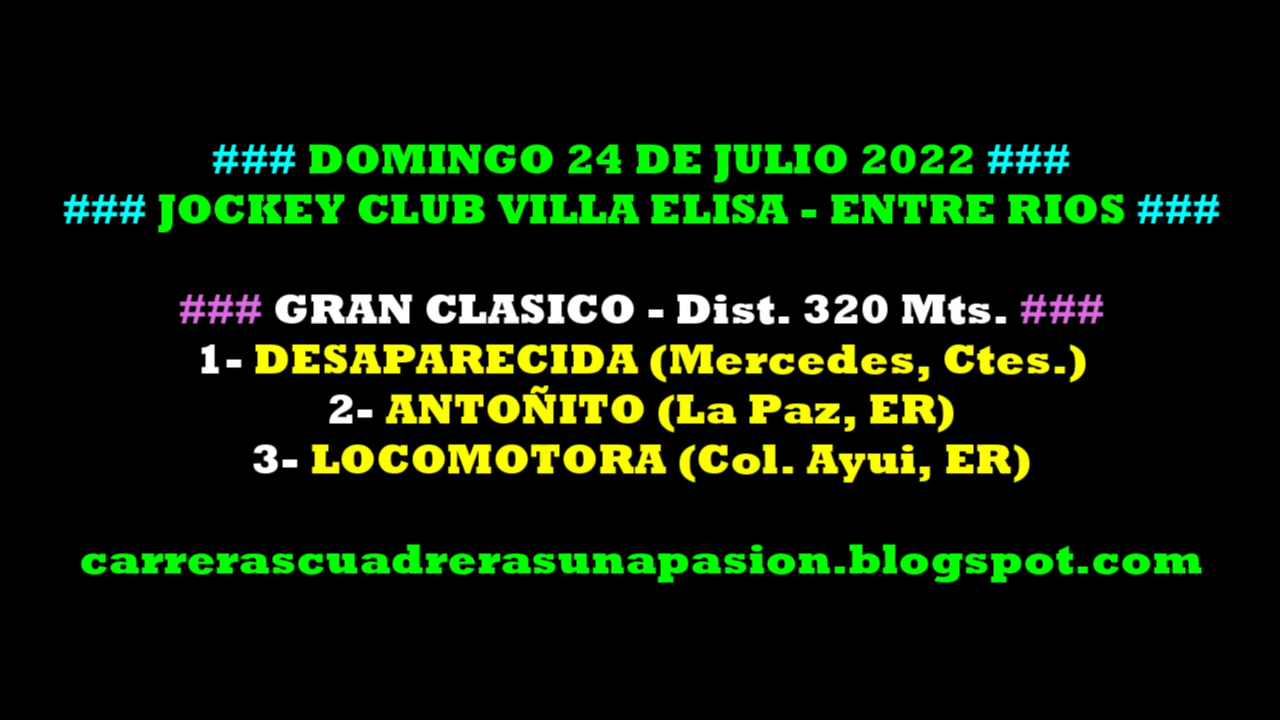 ### DOMINGO 24 DE JULIO 2022 ###
### JOCKEY CLUB VILLA ELISA - ENTRE RIOS ###
### GRAN CLASICO - Dist. 320 Mts. ###
1- DESAPARECIDA (Mercedes, Ctes.)
2- ANTOÑITO (La Paz, ER)
3- LOCOMOTORA (Col. Ayui, ER)
carrerascuadrerasunapasion.blogspot.com